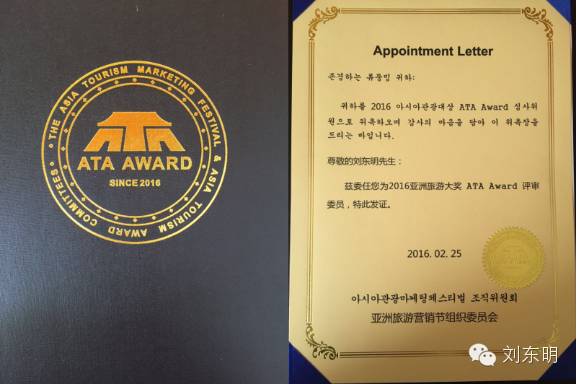 THE ASIA TOURISM MARKETING FESTIVAL & ASIA TOURISM AWARD COMMITTEES
ATA
ATA AWARD
SINCE 2016
Appointment Letter
존경하는 류동밍 귀하:
귀하를 2016 아시아관광대상 ATA Award 심사위
원으로 위촉하오며 감사의 마음을 담아 이 위촉장을
드리는 바입니다.
尊敬的刘东明先生:
兹委任您为2016亚洲旅游大奖 ATA Award 评审
委员，特此发证。
2016. 02. 25
ATA
아시아관광마케팅페스티벌 조직위원회
亚洲旅游营销节组织委员会
刘东明